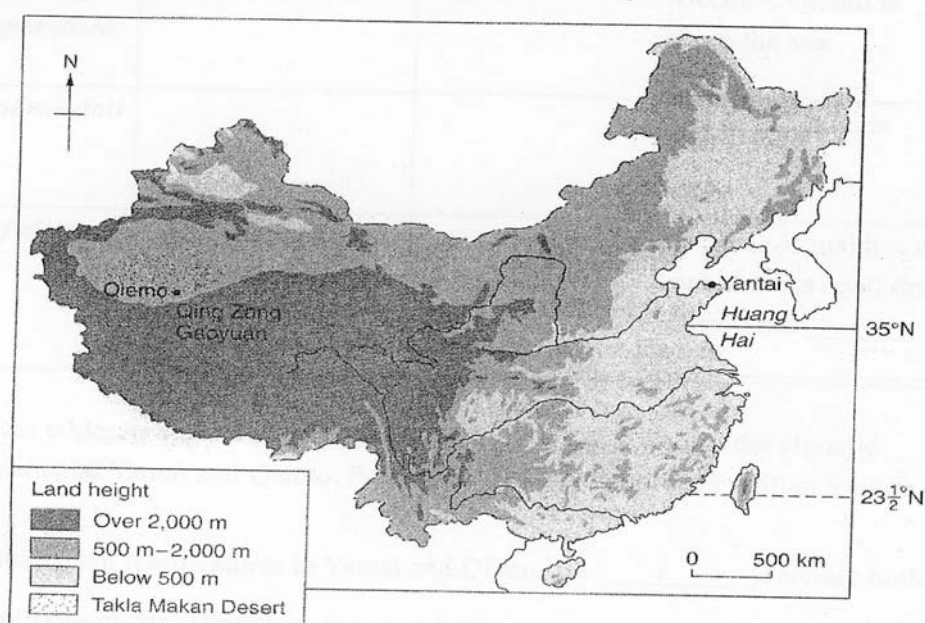 N
Qiemo
Qing Zang
Gaoyuan
Yantai
Huang
Hai
35°N
23½°N
0 500 km
Land height
Over 2,000 m
500 m–2,000 m
Below 500 m
Takla Makan Desert